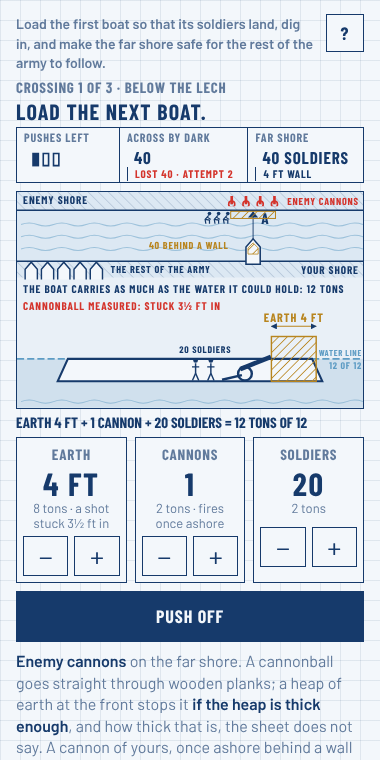 Load the first boat so that its soldiers land, dig
in, and make the far shore safe for the rest of the
army to follow.
?
CROSSING 1 OF 3 · BELOW THE LECH
LOAD THE NEXT BOAT.
PUSHES LEFT
ACROSS BY DARK
40
LOST 40 · ATTEMPT 2
FAR SHORE
40 SOLDIERS
4 FT WALL
ENEMY SHORE
ENEMY CANNONS
40 BEHIND A WALL
THE REST OF THE ARMY
YOUR SHORE
THE BOAT CARRIES AS MUCH AS THE WATER IT COULD HOLD: 12 TONS
CANNONBALL MEASURED: STUCK 3½ FT IN
EARTH 4 FT
20 SOLDIERS
WATER LINE
12 OF 12
EARTH 4 FT + 1 CANNON + 20 SOLDIERS = 12 TONS OF 12
EARTH
4 FT
8 tons · a shot
stuck 3½ ft in
− +
CANNONS
1
2 tons · fires
once ashore
− +
SOLDIERS
20
2 tons
− +
PUSH OFF
Enemy cannons on the far shore. A cannonball
goes straight through wooden planks; a heap of
earth at the front stops it if the heap is thick
enough, and how thick that is, the sheet does not
say. A cannon of yours, once ashore behind a wall